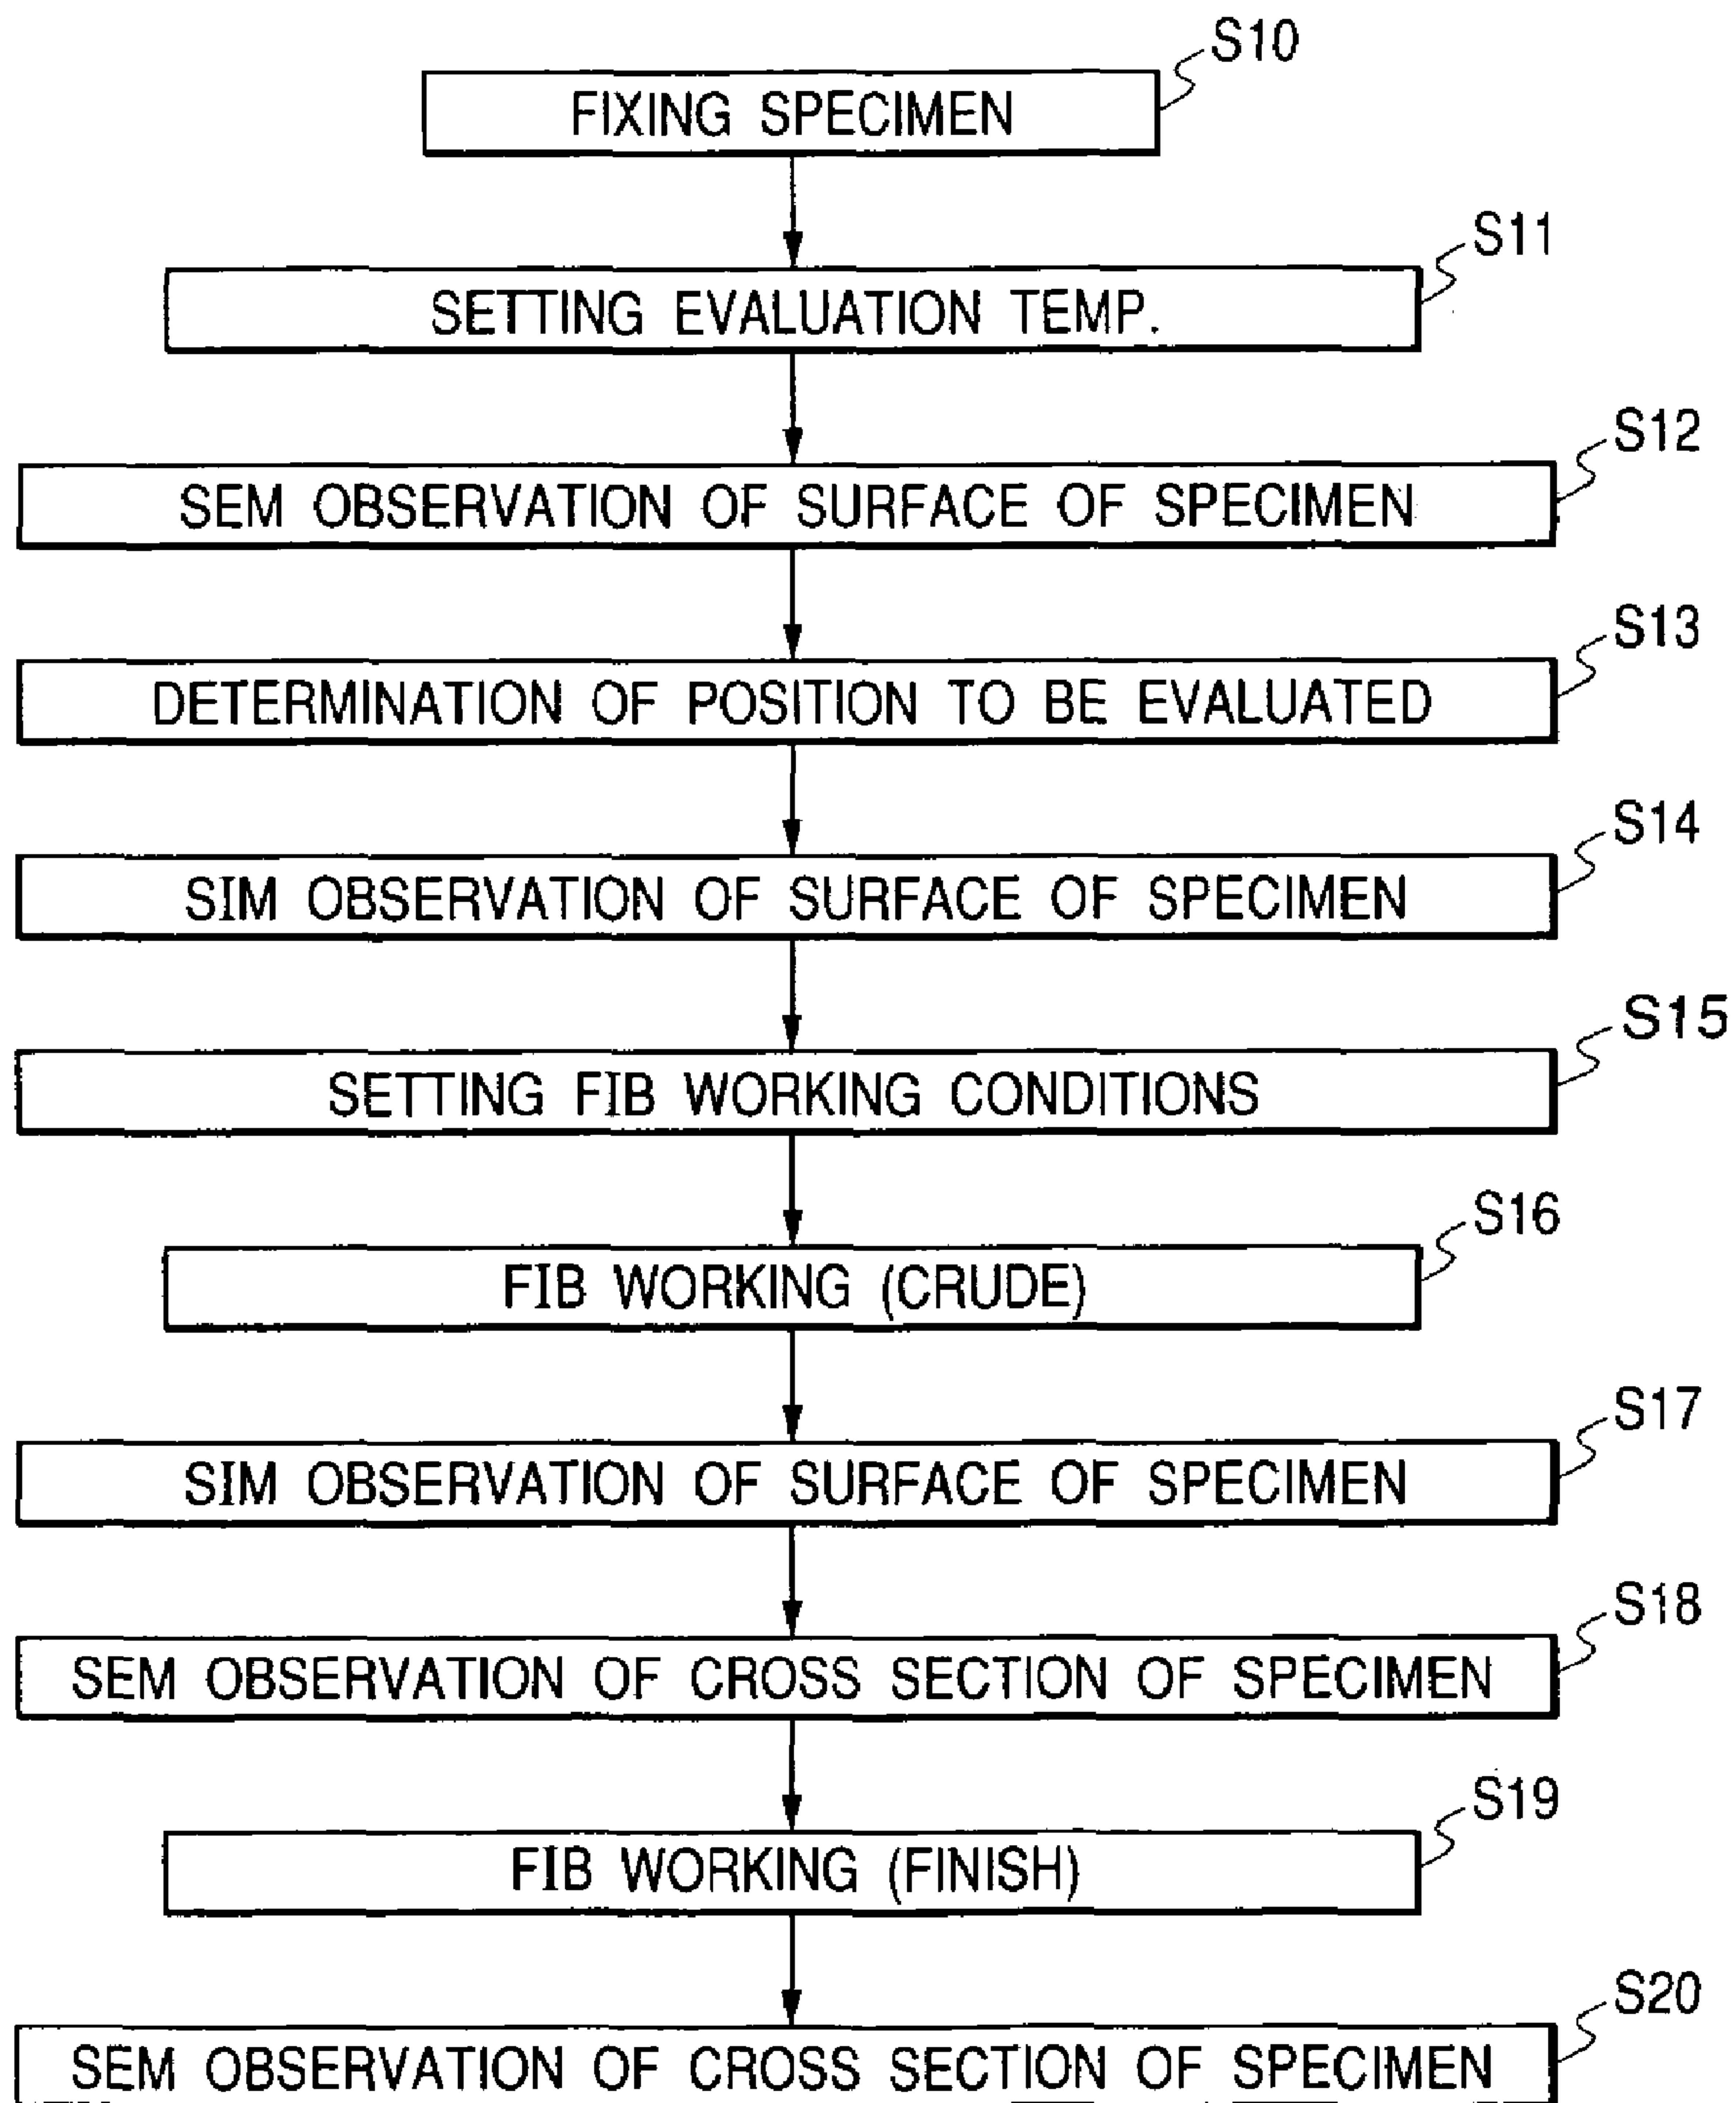 S10
FIXING SPECIMEN
S11
SETTING EVALUATION TEMP.
S12
SEM OBSERVATION OF SURFACE OF SPECIMEN
S13
DETERMINATION OF POSITION TO BE EVALUATED
S14
SIM OBSERVATION OF SURFACE OF SPECIMEN
S15
SETTING FIB WORKING CONDITIONS
S16
FIB WORKING (CRUDE)
S17
SIM OBSERVATION OF SURFACE OF SPECIMEN
S18
SEM OBSERVATION OF CROSS SECTION OF SPECIMEN
S19
FIB WORKING (FINISH)
S20
SEM OBSERVATION OF CROSS SECTION OF SPECIMEN